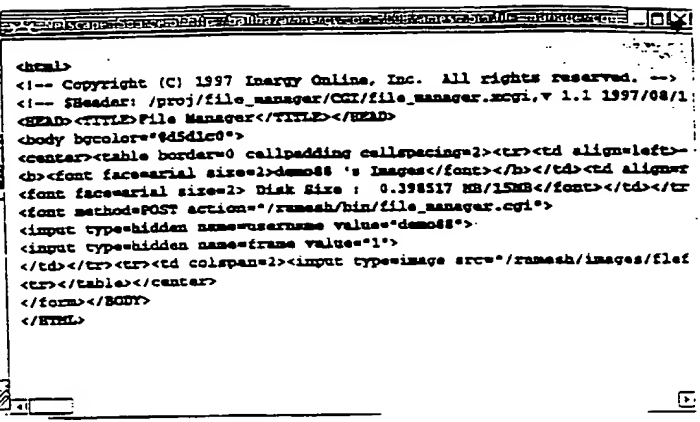 <html>
<!-- Copyright (C) 1997 Inergy Online, Inc. All rights reserved. -->
<!-- $Header: /proj/file_manager/CGI/file_manager.xcgi,v 1.1 1997/08/1
<HEAD><TITLE>File Manager</TITLE></HEAD>
<body bgcolor="#d5d1c0">
<center><table border=0 cellpadding cellspacing=2><tr><td align=left>
<b><font face=arial size=2>demo88 's Images</font></b></td><td align=r
<font face=arial size=2> Disk Size : 0.398517 MB/15MB</font></td></tr
<font method=POST action="/ramesh/bin/file_manager.cgi">
<input type=hidden name=username value="demo88">
<input type=hidden name=frame value="1">
</td></tr><tr><td colspan=2><input type=image src="/ramesh/images/flef
<tr></table></center>
</form></BODY>
</HTML>